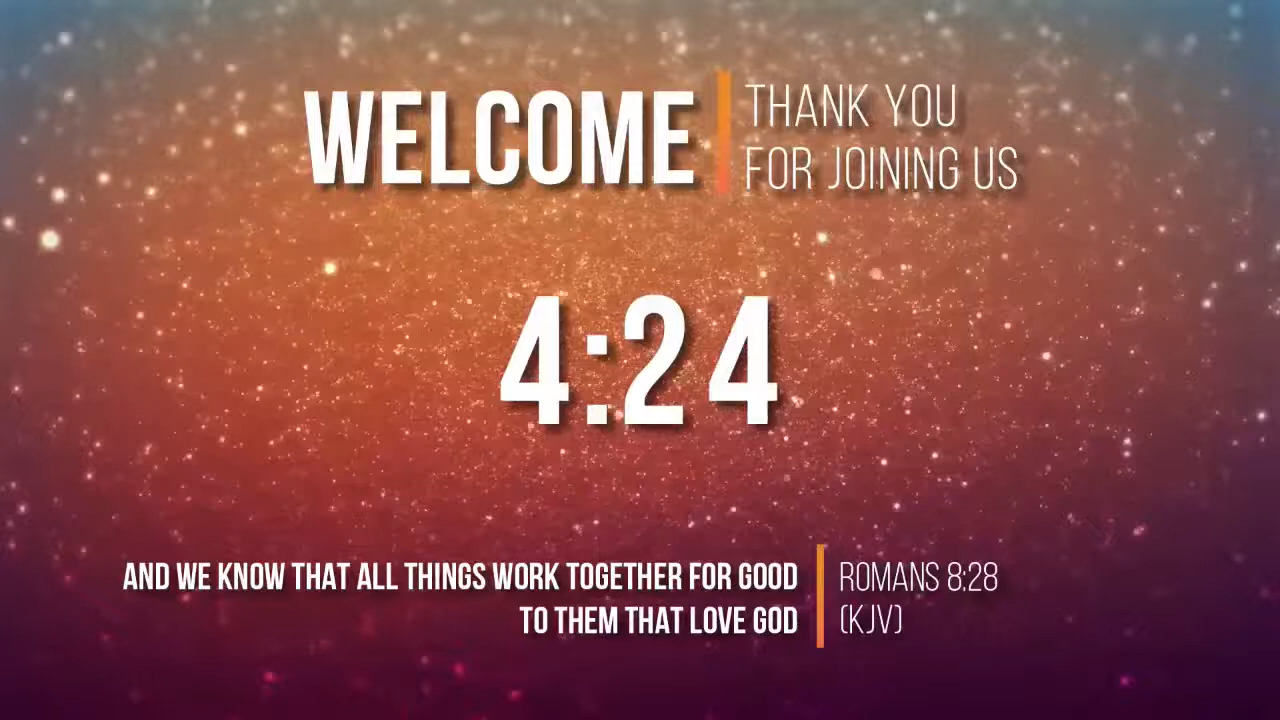 WELCOME
THANK YOU
FOR JOINING US
4:24
AND WE KNOW THAT ALL THINGS WORK TOGETHER FOR GOOD
TO THEM THAT LOVE GOD
ROMANS 8:28
(KJV)